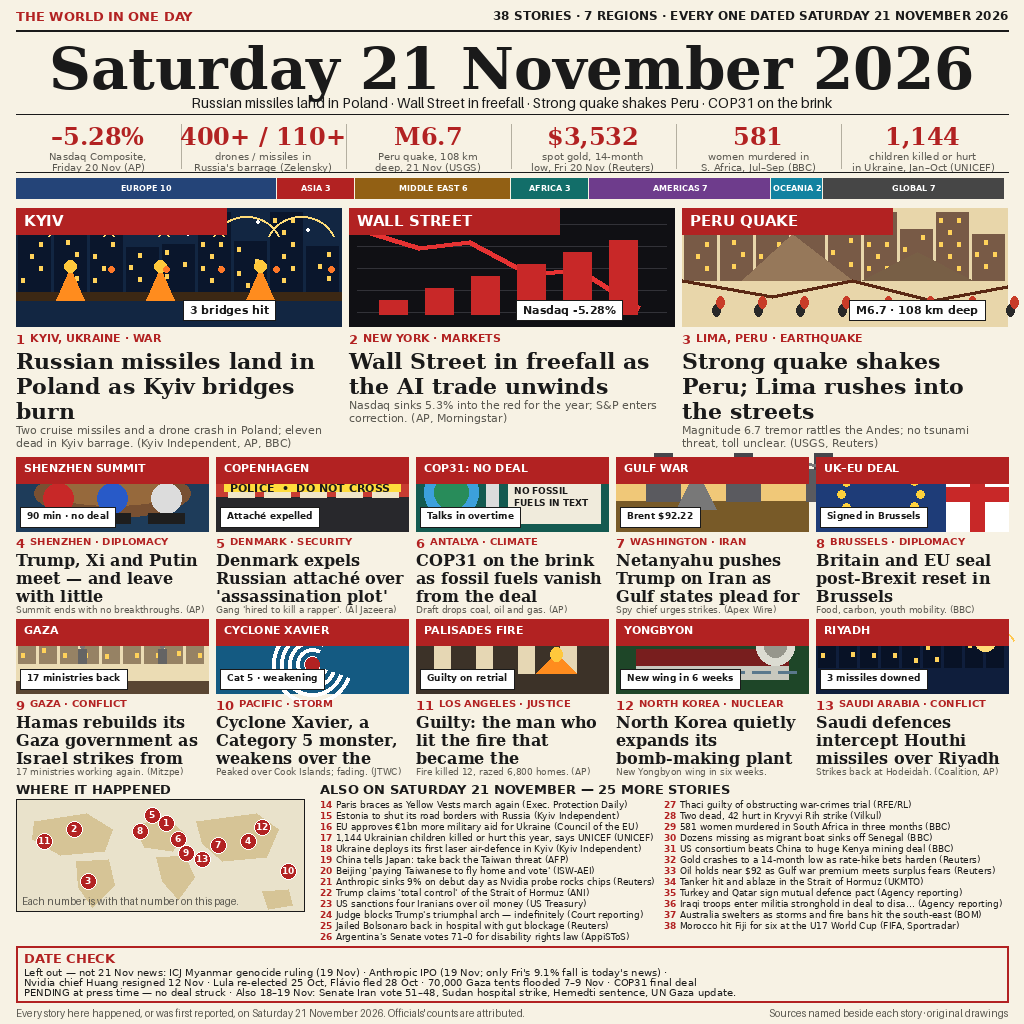 THE WORLD IN ONE DAY
38 STORIES · 7 REGIONS · EVERY ONE DATED SATURDAY 21 NOVEMBER 2026
Saturday 21 November 2026
Russian missiles land in Poland · Wall Street in freefall · Strong quake shakes Peru · COP31 on the brink
–5.28%
Nasdaq Composite,
Friday 20 Nov (AP)
400+ / 110+
drones / missiles in
Russia's barrage (Zelensky)
M6.7
Peru quake, 108 km
deep, 21 Nov (USGS)
$3,532
spot gold, 14-month
low, Fri 20 Nov (Reuters)
581
women murdered in
S. Africa, Jul–Sep (BBC)
1,144
children killed or hurt
in Ukraine, Jan–Oct (UNICEF)
EUROPE 10
ASIA 3
MIDDLE EAST 6
AFRICA 3
AMERICAS 7
OCEANIA 2
GLOBAL 7
KYIV
3 bridges hit
1 KYIV, UKRAINE · WAR
Russian missiles land in
Poland as Kyiv bridges
burn
Two cruise missiles and a drone crash in Poland; eleven
dead in Kyiv barrage. (Kyiv Independent, AP, BBC)
WALL STREET
Nasdaq -5.28%
2 NEW YORK · MARKETS
Wall Street in freefall as
the AI trade unwinds
Nasdaq sinks 5.3% into the red for the year; S&P enters
correction. (AP, Morningstar)
PERU QUAKE
M6.7 · 108 km deep
3 LIMA, PERU · EARTHQUAKE
Strong quake shakes
Peru; Lima rushes into
the streets
Magnitude 6.7 tremor rattles the Andes; no tsunami
threat, toll unclear. (USGS, Reuters)
SHENZHEN SUMMIT
90 min · no deal
4 SHENZHEN · DIPLOMACY
Trump, Xi and Putin
meet — and leave
with little
Summit ends with no breakthroughs. (AP)
COPENHAGEN
POLICE • DO NOT CROSS
Attaché expelled
5 DENMARK · SECURITY
Denmark expels
Russian attaché over
'assassination plot'
Gang 'hired to kill a rapper'. (Al Jazeera)
COP31: NO DEAL
NO FOSSIL
FUELS IN TEXT
Talks in overtime
6 ANTALYA · CLIMATE
COP31 on the brink
as fossil fuels vanish
from the deal
Draft drops coal, oil and gas. (AP)
GULF WAR
Brent $92.22
7 WASHINGTON · IRAN
Netanyahu pushes
Trump on Iran as
Gulf states plead for
Spy chief urges strikes. (Apex Wire)
UK–EU DEAL
Signed in Brussels
8 BRUSSELS · DIPLOMACY
Britain and EU seal
post-Brexit reset in
Brussels
Food, carbon, youth mobility. (BBC)
GAZA
17 ministries back
9 GAZA · CONFLICT
Hamas rebuilds its
Gaza government as
Israel strikes from
17 ministries working again. (Mitzpe)
CYCLONE XAVIER
Cat 5 · weakening
10 PACIFIC · STORM
Cyclone Xavier, a
Category 5 monster,
weakens over the
Peaked over Cook Islands; fading. (JTWC)
PALISADES FIRE
Guilty on retrial
11 LOS ANGELES · JUSTICE
Guilty: the man who
lit the fire that
became the
Fire killed 12, razed 6,800 homes. (AP)
YONGBYON
New wing in 6 weeks
12 NORTH KOREA · NUCLEAR
North Korea quietly
expands its
bomb-making plant
New Yongbyon wing in six weeks.
RIYADH
3 missiles downed
13 SAUDI ARABIA · CONFLICT
Saudi defences
intercept Houthi
missiles over Riyadh
Strikes back at Hodeidah. (Coalition, AP)
WHERE IT HAPPENED
11
2
5
1
8
6
9
13
7
4
12
10
3
Each number is with that number on this page.
ALSO ON SATURDAY 21 NOVEMBER — 25 MORE STORIES
14 Paris braces as Yellow Vests march again (Exec. Protection Daily)
15 Estonia to shut its road borders with Russia (Kyiv Independent)
16 EU approves €1bn more military aid for Ukraine (Council of the EU)
17 1,144 Ukrainian children killed or hurt this year, says UNICEF (UNICEF)
18 Ukraine deploys its first laser air-defence in Kyiv (Kyiv Independent)
19 China tells Japan: take back the Taiwan threat (AFP)
20 Beijing 'paying Taiwanese to fly home and vote' (ISW-AEI)
21 Anthropic sinks 9% on debut day as Nvidia probe rocks chips (Reuters)
22 Trump claims 'total control' of the Strait of Hormuz (ANI)
23 US sanctions four Iranians over oil money (US Treasury)
24 Judge blocks Trump's triumphal arch — indefinitely (Court reporting)
25 Jailed Bolsonaro back in hospital with gut blockage (Reuters)
26 Argentina's Senate votes 71–0 for disability rights law (AppiSToS)
27 Thaci guilty of obstructing war-crimes trial (RFE/RL)
28 Two dead, 42 hurt in Kryvyi Rih strike (Vilkul)
29 581 women murdered in South Africa in three months (BBC)
30 Dozens missing as migrant boat sinks off Senegal (BBC)
31 US consortium beats China to huge Kenya mining deal (BBC)
32 Gold crashes to a 14-month low as rate-hike bets harden (Reuters)
33 Oil holds near $92 as Gulf war premium meets surplus fears (Reuters)
34 Tanker hit and ablaze in the Strait of Hormuz (UKMTO)
35 Turkey and Qatar sign mutual defence pact (Agency reporting)
36 Iraqi troops enter militia stronghold in deal to disa... (Agency reporting)
37 Australia swelters as storms and fire bans hit the south-east (BOM)
38 Morocco hit Fiji for six at the U17 World Cup (FIFA, Sportradar)
DATE CHECK
Left out — not 21 Nov news: ICJ Myanmar genocide ruling (19 Nov) · Anthropic IPO (19 Nov; only Fri's 9.1% fall is today's news) ·
Nvidia chief Huang resigned 12 Nov · Lula re-elected 25 Oct, Flávio fled 28 Oct · 70,000 Gaza tents flooded 7–9 Nov · COP31 final deal
PENDING at press time — no deal struck · Also 18–19 Nov: Senate Iran vote 51–48, Sudan hospital strike, Hemedti sentence, UN Gaza update.
Every story here happened, or was first reported, on Saturday 21 November 2026. Officials' counts are attributed.
Sources named beside each story · original drawings